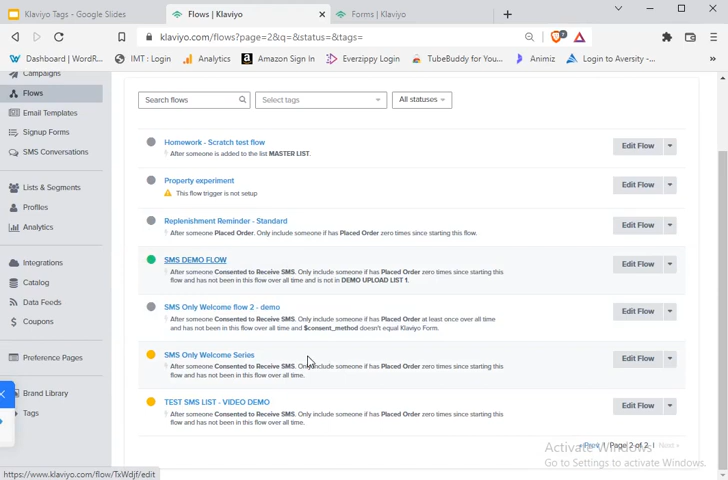 Klaviyo Tags - Google Slides
Flows | Klaviyo
Forms | Klaviyo
klaviyo.com/flows?page=2&q=&status=&tags=
7
Dashboard | WordR...
IMT : Login
Analytics
Amazon Sign In
Everzippy Login
TubeBuddy for You...
Animiz
Login to Aversity -...
Campaigns
Flows
Email Templates
Signup Forms
SMS Conversations
Lists & Segments
Profiles
Analytics
Integrations
Catalog
Data Feeds
Coupons
Preference Pages
Brand Library
Tags
Search flows
Select tags
All statuses
Homework - Scratch test flow
After someone is added to the list MASTER LIST.
Edit Flow
Property experiment
This flow trigger is not setup
Edit Flow
Replenishment Reminder - Standard
After someone Placed Order. Only include someone if has Placed Order zero times since starting this flow.
Edit Flow
SMS DEMO FLOW
After someone Consented to Receive SMS. Only include someone if has Placed Order zero times since starting this
flow and has not been in this flow over all time and is not in DEMO UPLOAD LIST 1.
Edit Flow
SMS Only Welcome flow 2 - demo
After someone Consented to Receive SMS. Only include someone if has Placed Order at least once over all time
and has not been in this flow over all time and $consent_method doesn't equal Klaviyo Form.
Edit Flow
SMS Only Welcome Series
After someone Consented to Receive SMS. Only include someone if has Placed Order zero times since starting this
flow and has not been in this flow over all time.
Edit Flow
TEST SMS LIST - VIDEO DEMO
After someone Consented to Receive SMS. Only include someone if has Placed Order zero times since starting this
flow and has not been in this flow over all time.
Edit Flow
« Prev 1 Page 2 of 2 Next »
Activate Windows
Go to Settings to activate Windows.
https://www.klaviyo.com/flow/TxWdjf/edit